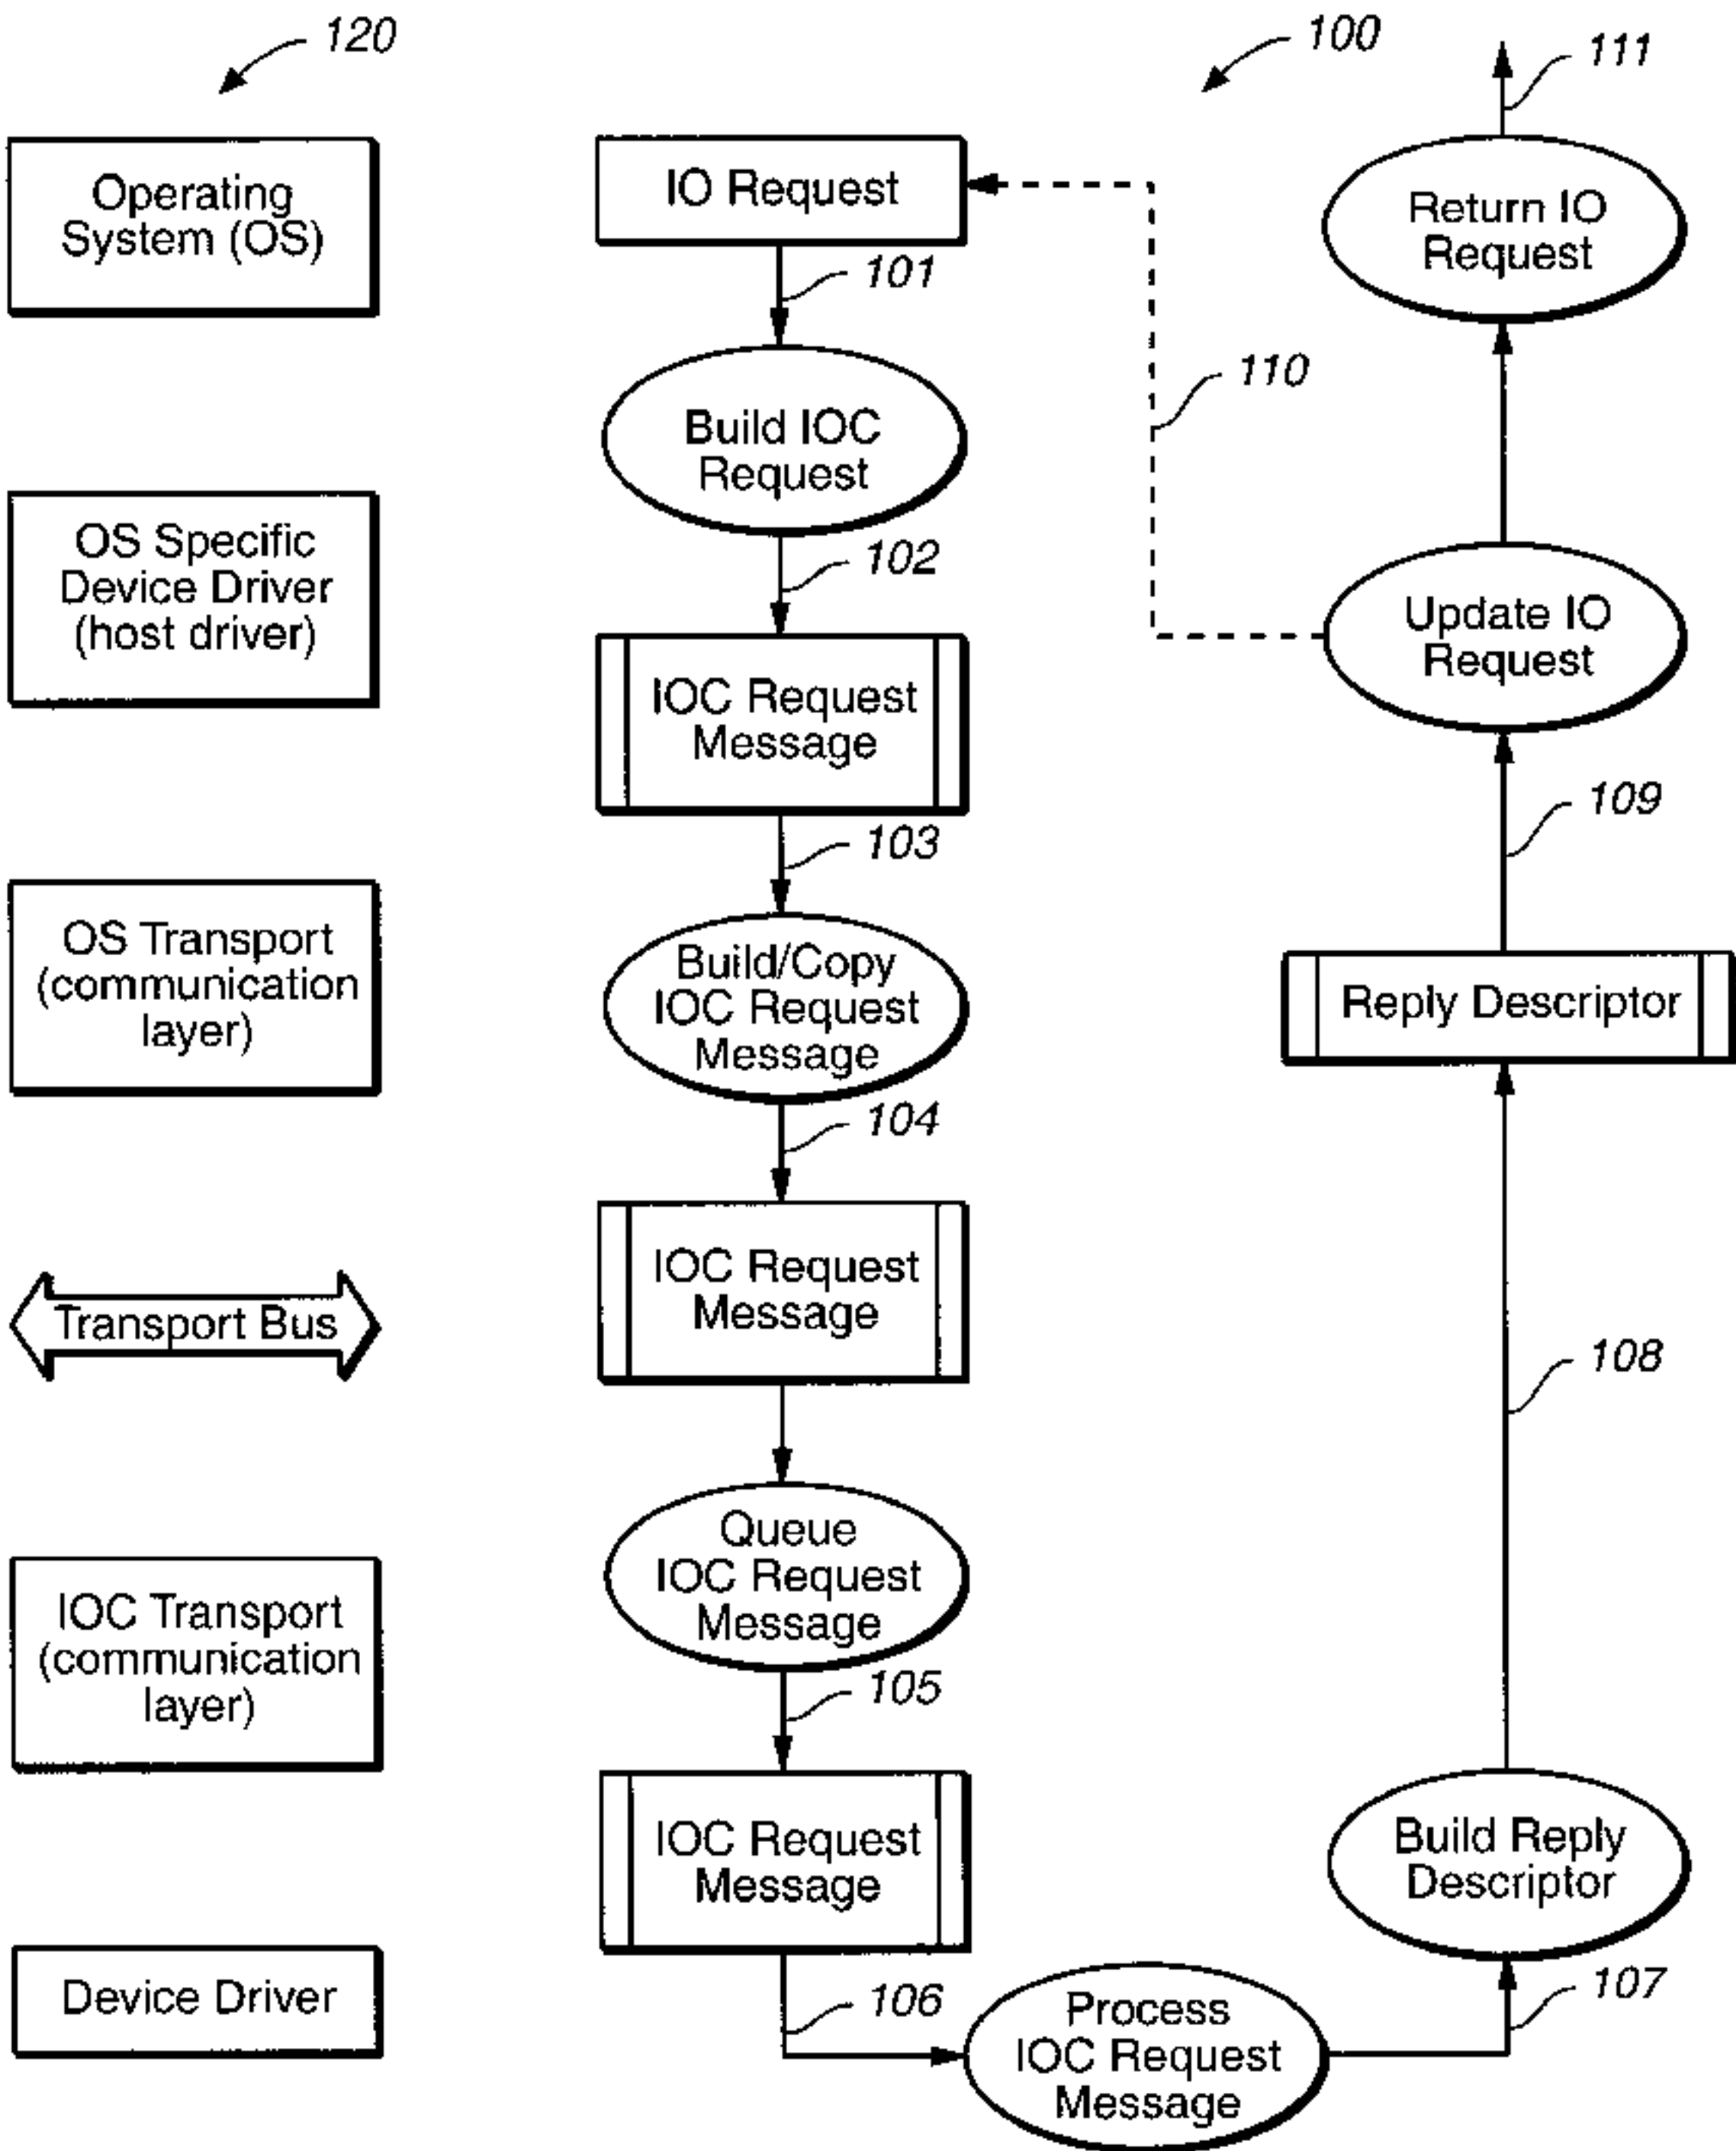 120
Operating
System (OS)
OS Specific
Device Driver
(host driver)
OS Transport
(communication
layer)
Transport Bus
IOC Transport
(communication
layer)
Device Driver
100
IO Request
101
Build IOC
Request
102
IOC Request
Message
103
Build/Copy
IOC Request
Message
104
IOC Request
Message
Queue
IOC Request
Message
105
IOC Request
Message
106
Process
IOC Request
Message
107
Build Reply
Descriptor
108
Reply Descriptor
109
Update IO
Request
110
Return IO
Request
111